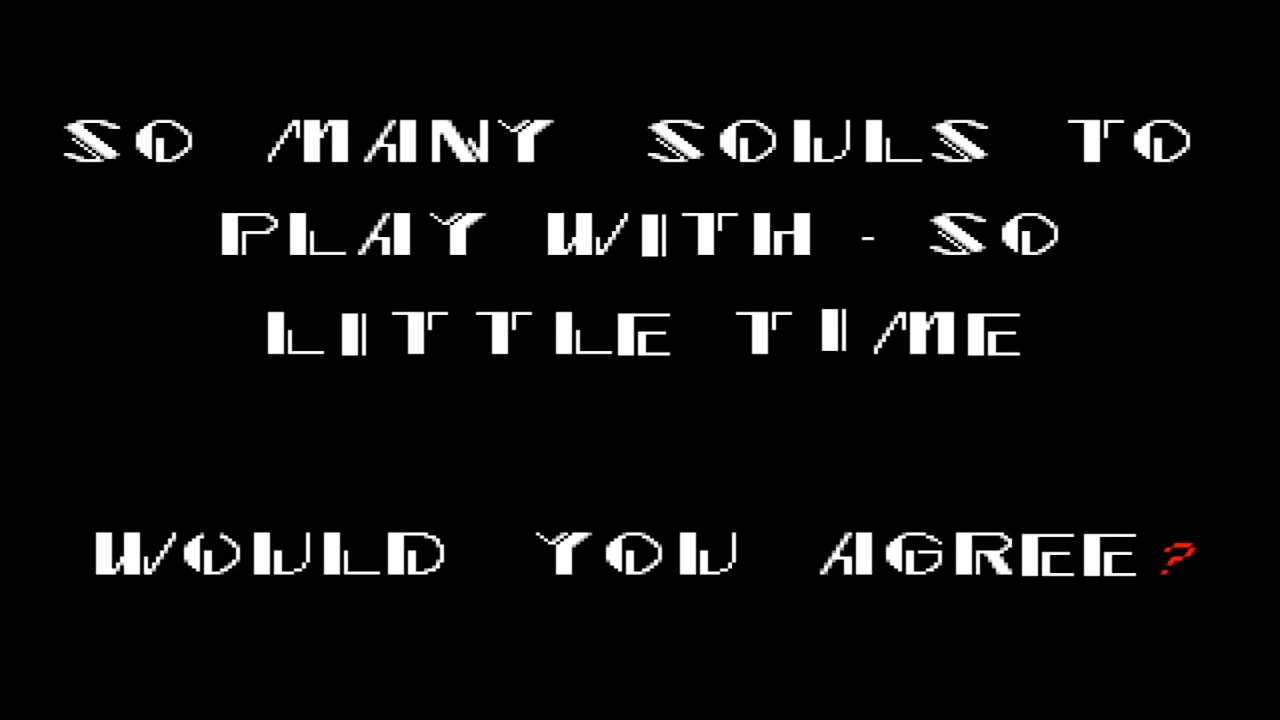 SO MANY SOULS TO
PLAY WITH - SO
LITTLE TIME
WOULD YOU AGREE?